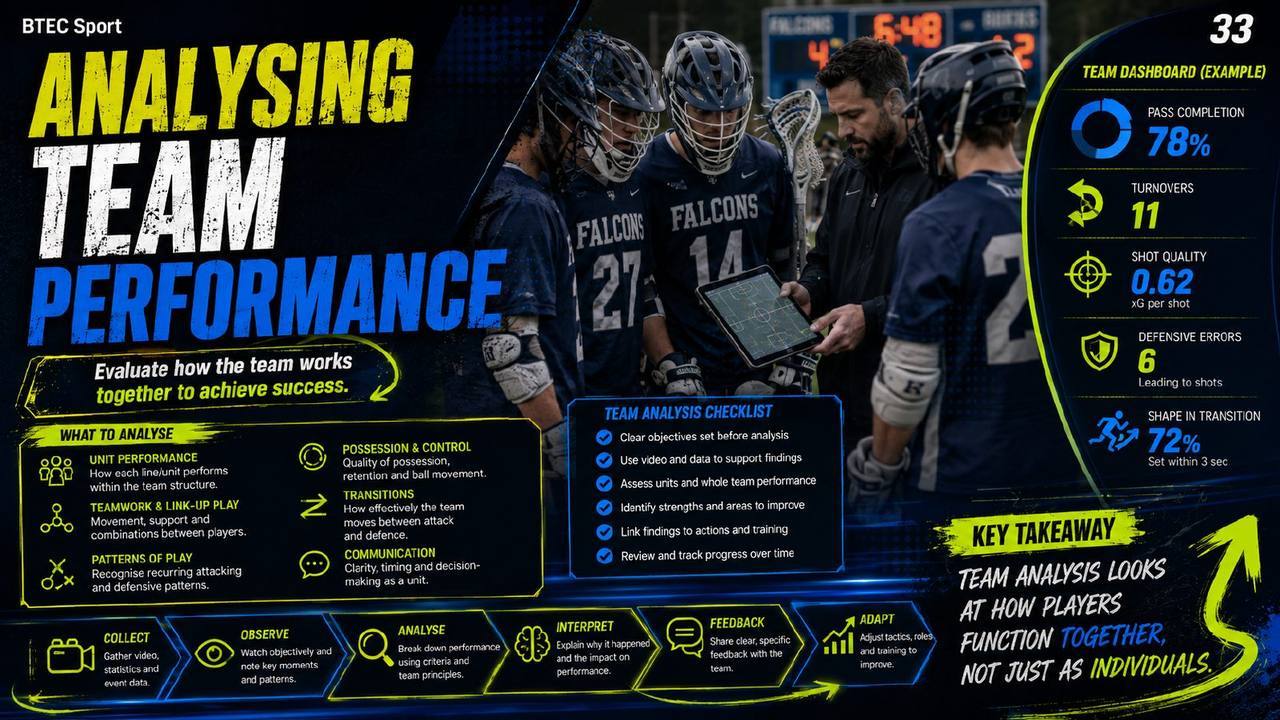 BTEC Sport
33
ANALYSING
TEAM
PERFORMANCE
Evaluate how the team works
together to achieve success.
FALCONS
6:48
4
2
FALCONS
27
FALCONS
14
2
TEAM DASHBOARD (EXAMPLE)
PASS COMPLETION
78%
TURNOVERS
11
SHOT QUALITY
0.62
xG per shot
DEFENSIVE ERRORS
6
Leading to shots
SHAPE IN TRANSITION
72%
Set within 3 sec
WHAT TO ANALYSE
UNIT PERFORMANCE
How each line/unit performs
within the team structure.
TEAMWORK & LINK-UP PLAY
Movement, support and
combinations between players.
PATTERNS OF PLAY
Recognise recurring attacking
and defensive patterns.
POSSESSION & CONTROL
Quality of possession,
retention and ball movement.
TRANSITIONS
How effectively the team
moves between attack
and defence.
COMMUNICATION
Clarity, timing and decision-
making as a unit.
TEAM ANALYSIS CHECKLIST
Clear objectives set before analysis
Use video and data to support findings
Assess units and whole team performance
Identify strengths and areas to improve
Link findings to actions and training
Review and track progress over time
COLLECT
Gather video,
statistics and
event data.
OBSERVE
Watch objectively and
note key moments
and patterns.
ANALYSE
Break down performance
using criteria and
team principles.
INTERPRET
Explain why it happened
and the impact on
performance.
FEEDBACK
Share clear, specific
feedback with the
team.
ADAPT
Adjust tactics, roles
and training to
improve.
KEY TAKEAWAY
TEAM ANALYSIS LOOKS
AT HOW PLAYERS
FUNCTION TOGETHER,
NOT JUST AS INDIVIDUALS.